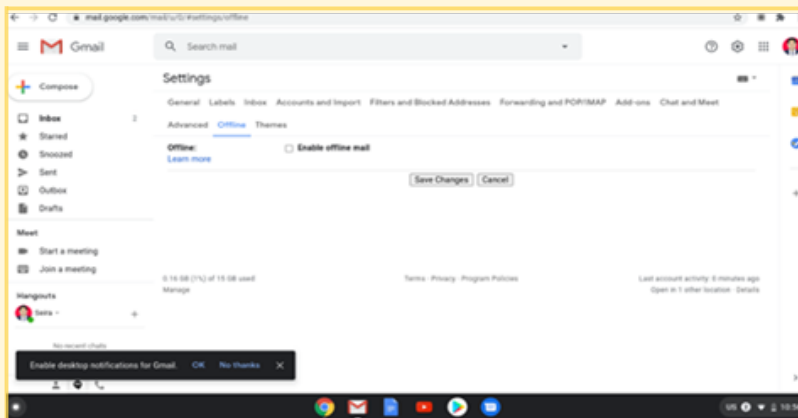 mail.google.com/mail/u/0/#settings/offline
Gmail
Search mail
Settings
Compose
General Labels Inbox Accounts and Import Filters and Blocked Addresses Forwarding and POP/IMAP Add-ons Chat and Meet
Advanced Offline Themes
Inbox 2
Starred
Snoozed
Sent
Outbox
Drafts
Offline:
Learn more
Enable offline mail
Save Changes Cancel
Meet
Start a meeting
Join a meeting
Hangouts
0.16 GB (1%) of 15 GB used
Manage
Terms · Privacy · Program Policies
Last account activity: 0 minutes ago
Open in 1 other location · Details
No recent chats
Enable desktop notifications for Gmail. OK No thanks X
US